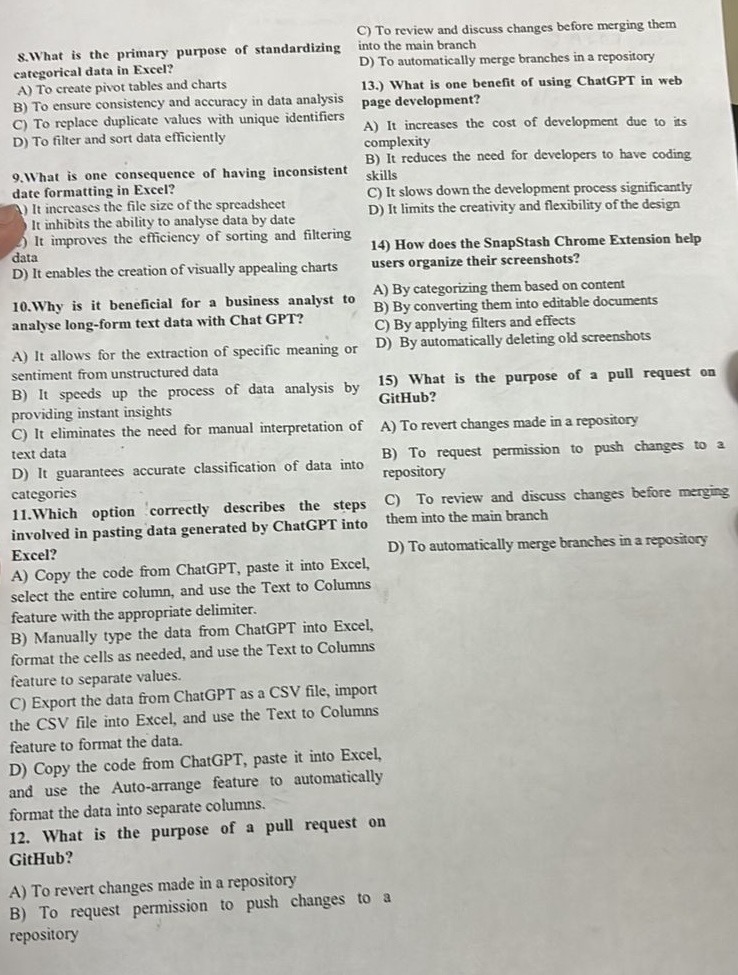 8.What is the primary purpose of standardizing
categorical data in Excel?
A) To create pivot tables and charts
B) To ensure consistency and accuracy in data analysis
C) To replace duplicate values with unique identifiers
D) To filter and sort data efficiently
9.What is one consequence of having inconsistent
date formatting in Excel?
) It increases the file size of the spreadsheet
) It inhibits the ability to analyse data by date
) It improves the efficiency of sorting and filtering
data
D) It enables the creation of visually appealing charts
10.Why is it beneficial for a business analyst to
analyse long-form text data with Chat GPT?
A) It allows for the extraction of specific meaning or
sentiment from unstructured data
B) It speeds up the process of data analysis by
providing instant insights
C) It eliminates the need for manual interpretation of
text data
D) It guarantees accurate classification of data into
categories
11.Which option correctly describes the steps
involved in pasting data generated by ChatGPT into
Excel?
A) Copy the code from ChatGPT, paste it into Excel,
select the entire column, and use the Text to Columns
feature with the appropriate delimiter.
B) Manually type the data from ChatGPT into Excel,
format the cells as needed, and use the Text to Columns
feature to separate values.
C) Export the data from ChatGPT as a CSV file, import
the CSV file into Excel, and use the Text to Columns
feature to format the data.
D) Copy the code from ChatGPT, paste it into Excel,
and use the Auto-arrange feature to automatically
format the data into separate columns.
12. What is the purpose of a pull request on
GitHub?
A) To revert changes made in a repository
B) To request permission to push changes to a
repository
C) To review and discuss changes before merging them
into the main branch
D) To automatically merge branches in a repository
13.) What is one benefit of using ChatGPT in web
page development?
A) It increases the cost of development due to its
complexity
B) It reduces the need for developers to have coding
skills
C) It slows down the development process significantly
D) It limits the creativity and flexibility of the design
14) How does the SnapStash Chrome Extension help
users organize their screenshots?
A) By categorizing them based on content
B) By converting them into editable documents
C) By applying filters and effects
D) By automatically deleting old screenshots
15) What is the purpose of a pull request on
GitHub?
A) To revert changes made in a repository
B) To request permission to push changes to a
repository
C) To review and discuss changes before merging
them into the main branch
D) To automatically merge branches in a repository